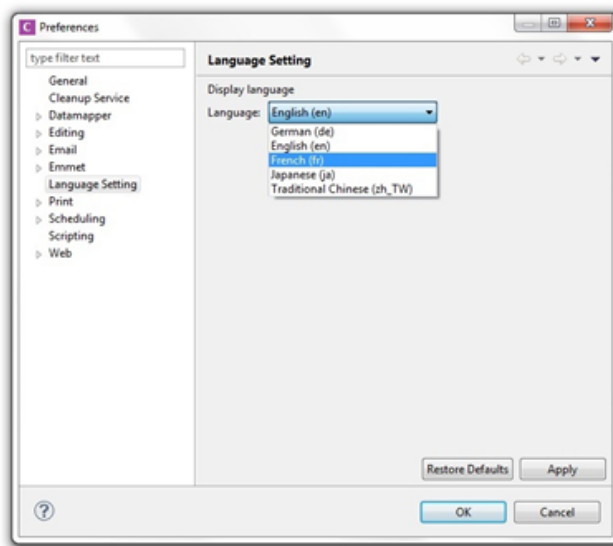 C Preferences
type filter text
General
Cleanup Service
Datamapper
Editing
Email
Emmet
Language Setting
Print
Scheduling
Scripting
Web
Language Setting
Display language
Language: English (en)
German (de)
English (en)
French (fr)
Japanese (ja)
Traditional Chinese (zh_TW)
Restore Defaults Apply
? OK Cancel